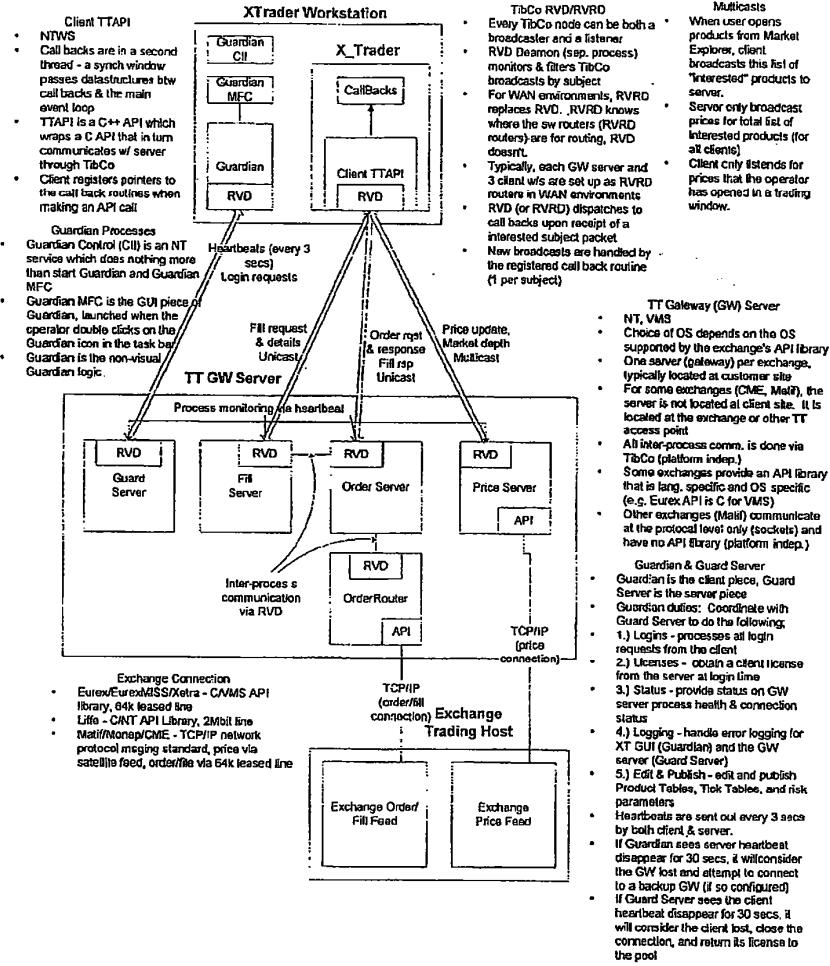 Client TTAPI
• NTWS
• Call backs are in a second
thread - a synch window
passes datastructures btw
call backs & the main
event loop
• TTAPI is a C++ API which
wraps a C API that in turn
communicates w/ server
through TibCo
• Client registers pointers to
the call back routines when
making an API call
Guardian Processes
• Guardian Control (CII) is an NT
service which does nothing more
than start Guardian and Guardian
MFC
• Guardian MFC is the GUI piece of
Guardian, launched when the
operator double clicks on the
Guardian icon in the task bar
• Guardian is the non-visual
Guardian logic.
XTrader Workstation
Guardian
CII
Guardian
MFC
Guardian
RVD
X_Trader
CallBacks
Client TTAPI
RVD
TibCo RVD/RVRD
• Every TibCo node can be both a
broadcaster and a listener
• RVD Deamon (sep. process)
monitors & filters TibCo
broadcasts by subject
• For WAN environments, RVRD
replaces RVD. .RVRD knows
where the sw routers (RVRD
routers) are for routing, RVD
doesn't.
• Typically, each GW server and
3 client w/s are set up as RVRD
routers in WAN environments
• RVD (or RVRD) dispatches to
call backs upon receipt of a
interested subject packet
• New broadcasts are handled by
the registered call back routine
(1 per subject)
Multicasts
• When user opens
products from Market
Explorer, client
broadcasts this list of
"interested" products to
server.
• Server only broadcast
prices for total list of
interested products (for
all clients)
• Client only listends for
prices that the operator
has opened in a trading
window.
Heartbeats (every 3
secs)
Login requests
Fill request
& details
Unicast
Order rqst
& response
Fill rsp
Unicast
Price update,
Market depth
Multicast
TT GW Server
Process monitoring via heartbeat
RVD
Guard
Server
RVD
Fill
Server
RVD
Order Server
RVD
Price Server
API
Inter-process
communication
via RVD
RVD
OrderRouter
API
TCP/IP
(price
connection)
TT Gateway (GW) Server
• NT, VMS
• Choice of OS depends on the OS
supported by the exchange's API library
• One server (gateway) per exchange,
typically located at customer site
• For some exchanges (CME, Matif), the
server is not located at client site. It is
located at the exchange or other TT
access point
• All inter-process comm. is done via
TibCo (platform indep.)
• Some exchanges provide an API library
that is lang. specific and OS specific
(e.g. Eurex API is C for VMS)
• Other exchanges (Matif) communicate
at the protocal level only (sockets) and
have no API library (platform indep.)
Guardian & Guard Server
• Guardian is the client piece, Guard
Server is the server piece
• Guardian duties: Coordinate with
Guard Server to do the following;
• 1.) Logins - processes all login
requests from the client
• 2.) Licenses - obtain a client license
from the server at login time
• 3.) Status - provide status on GW
server process health & connection
status
• 4.) Logging - handle error logging for
XT GUI (Guardian) and the GW
server (Guard Server)
• 5.) Edit & Publish - edit and publish
Product Tables, Tick Tables, and risk
parameters
• Heartbeats are sent out every 3 secs
by both client & server.
• If Guardian sees server heartbeat
disappear for 30 secs, it willconsider
the GW lost and attempt to connect
to a backup GW (if so configured)
• If Guard Server sees the client
heartbeat disappear for 30 secs, it
will consider the client lost, close the
connection, and return its license to
the pool
Exchange Connection
• Eurex/EurexMISS/Xetra - C/VMS API
library, 64k leased line
• Liffe - C/NT API Library, 2Mbit line
• Matif/Monep/CME - TCP/IP network
protocol msging standard, price via
satellite feed, order/file via 64k leased line
TCP/IP
(order/fill
connection)
Exchange
Trading Host
Exchange Order/
Fill Feed
Exchange
Price Feed